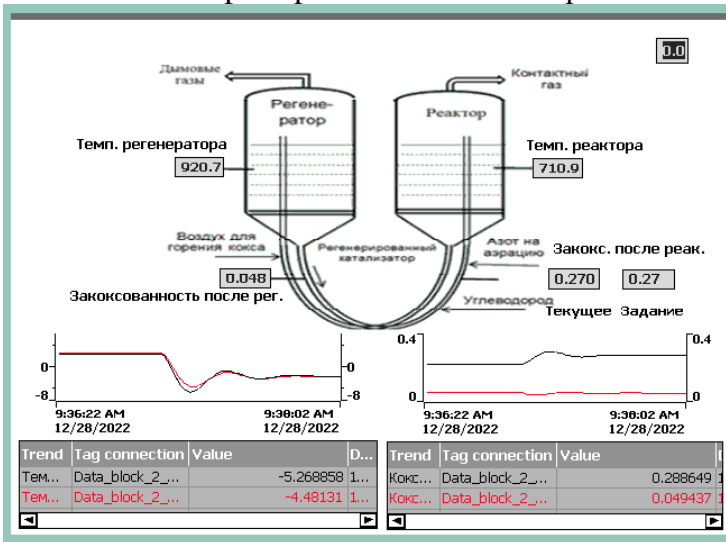 0.0
Дымовые
газы
Контактный
газ
Регене-
ратор
Реактор
Темп. регенератора
920.7
Темп. реактора
710.9
Воздух для
горения кокса
Регенерированный
катализатор
Азот на
аэрацию
Закокс. после реак.
0.048
0.270 0.27
Закоксованность после рег.
Углеводород
Текущее Задание
0
-8
0
-8
9:36:22 AM
12/28/2022
9:38:02 AM
12/28/2022
0.4
0
0.4
0
9:36:22 AM
12/28/2022
9:38:02 AM
12/28/2022
Trend Tag connection Value D...
Тем... Data_block_2_... -5.268858 1...
Тем... Data_block_2_... -4.48131 1...
Trend Tag connection Value
Кокс... Data_block_2_... 0.288649
Кокс... Data_block_2_... 0.049437